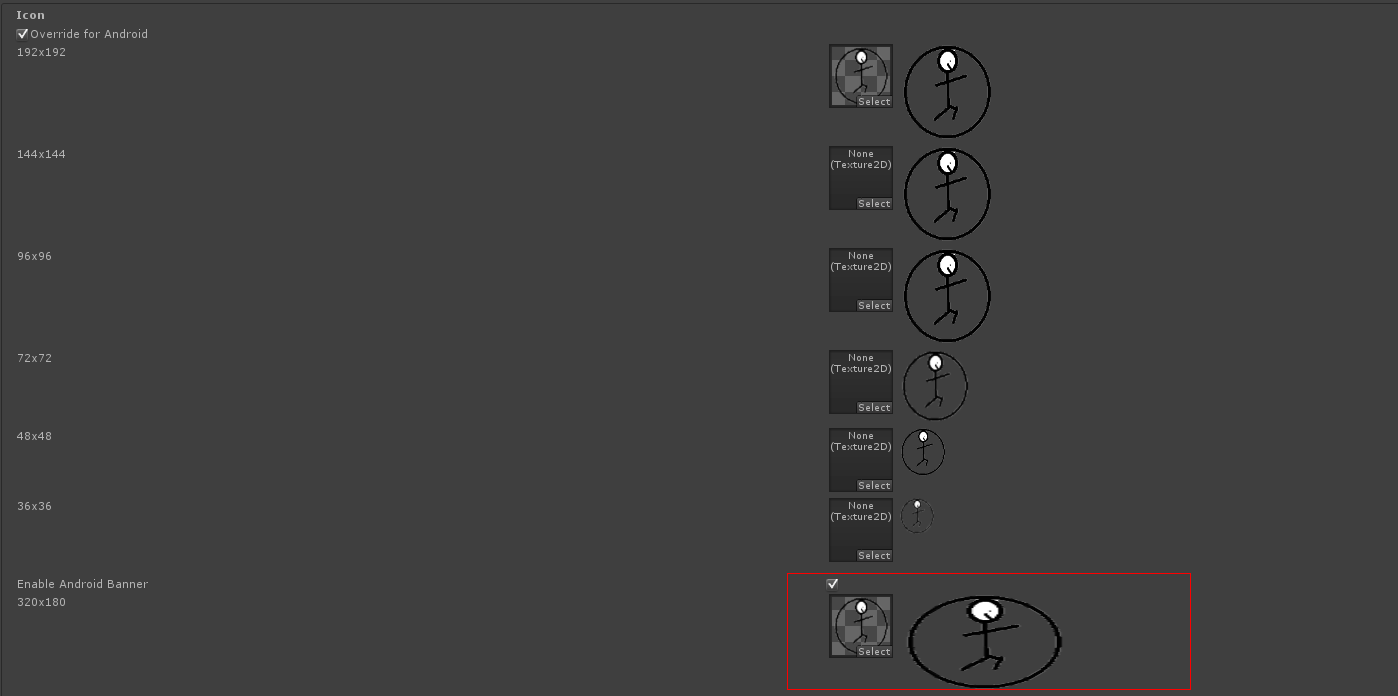 Icon
Override for Android
192x192
Select
144x144
None
(Texture2D)
Select
96x96
None
(Texture2D)
Select
72x72
None
(Texture2D)
Select
48x48
None
(Texture2D)
Select
36x36
None
(Texture2D)
Select
Enable Android Banner
320x180
Select